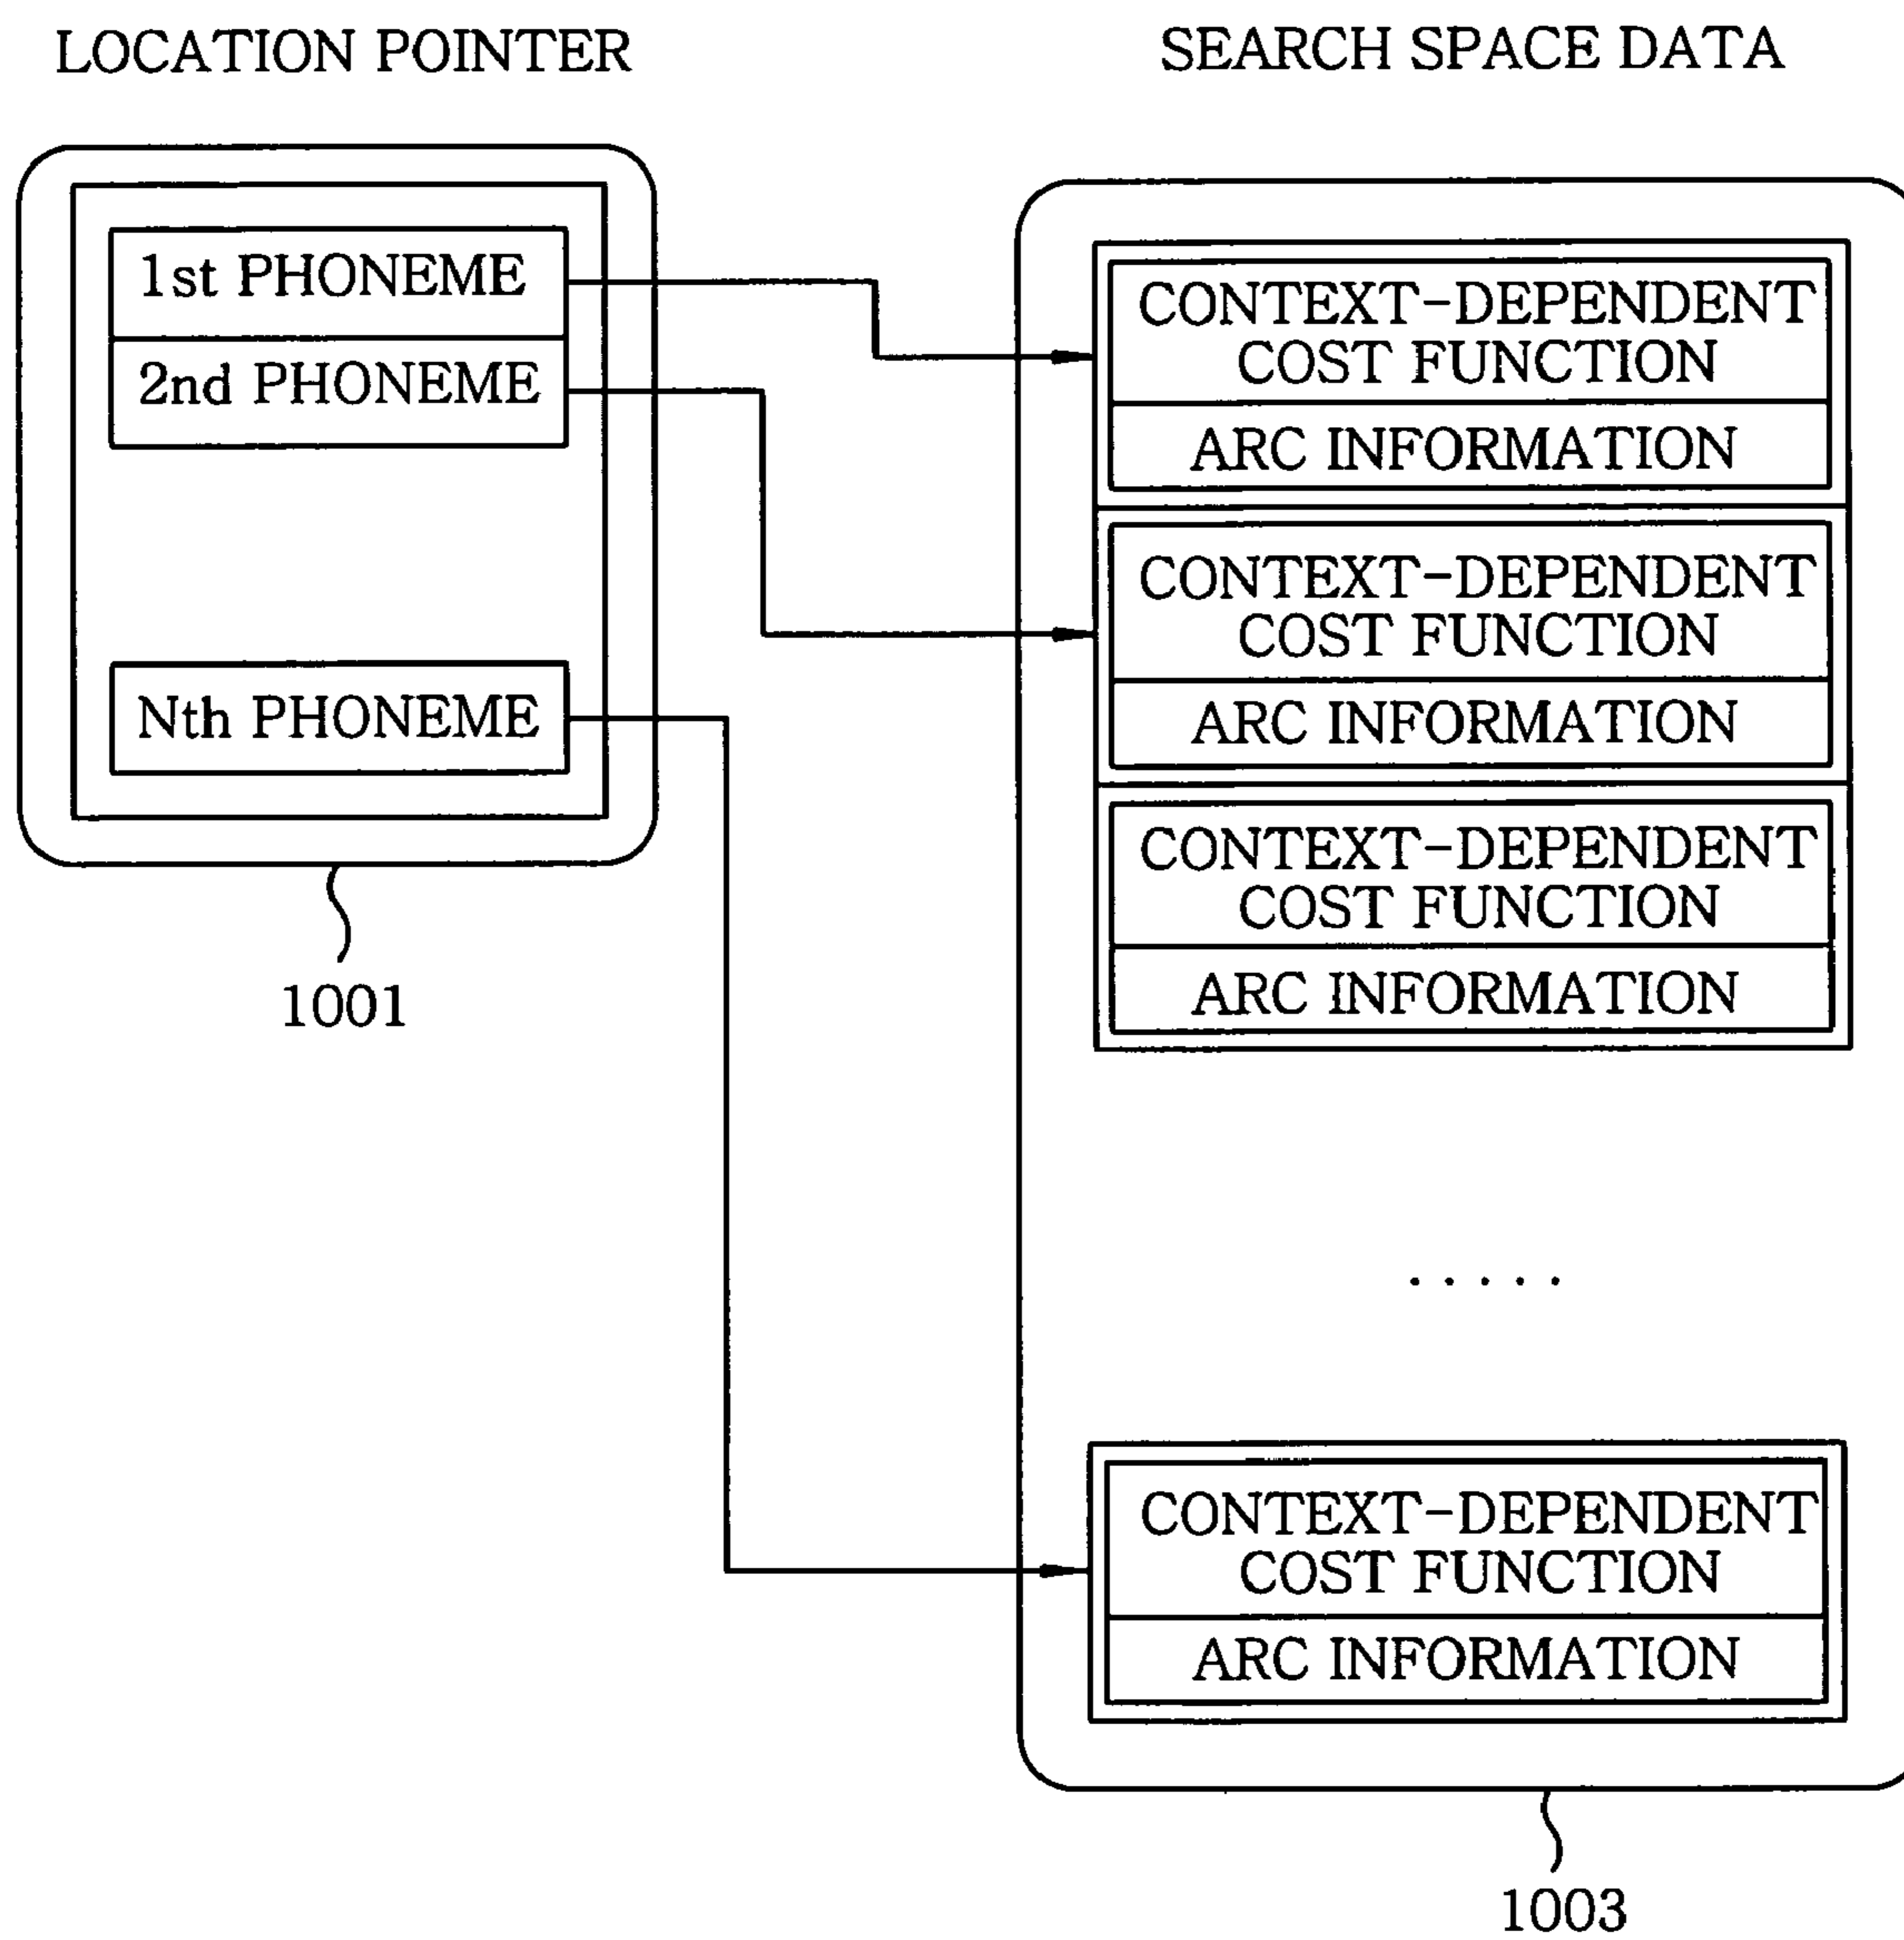 LOCATION POINTER
1st PHONEME
2nd PHONEME
Nth PHONEME
1001
SEARCH SPACE DATA
CONTEXT-DEPENDENT
COST FUNCTION
ARC INFORMATION
CONTEXT-DEPENDENT
COST FUNCTION
ARC INFORMATION
CONTEXT-DEPENDENT
COST FUNCTION
ARC INFORMATION
.....
CONTEXT-DEPENDENT
COST FUNCTION
ARC INFORMATION
1003